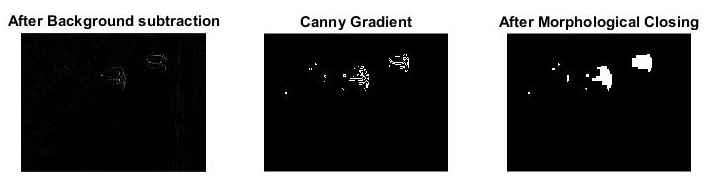 After Background subtraction
Canny Gradient
After Morphological Closing